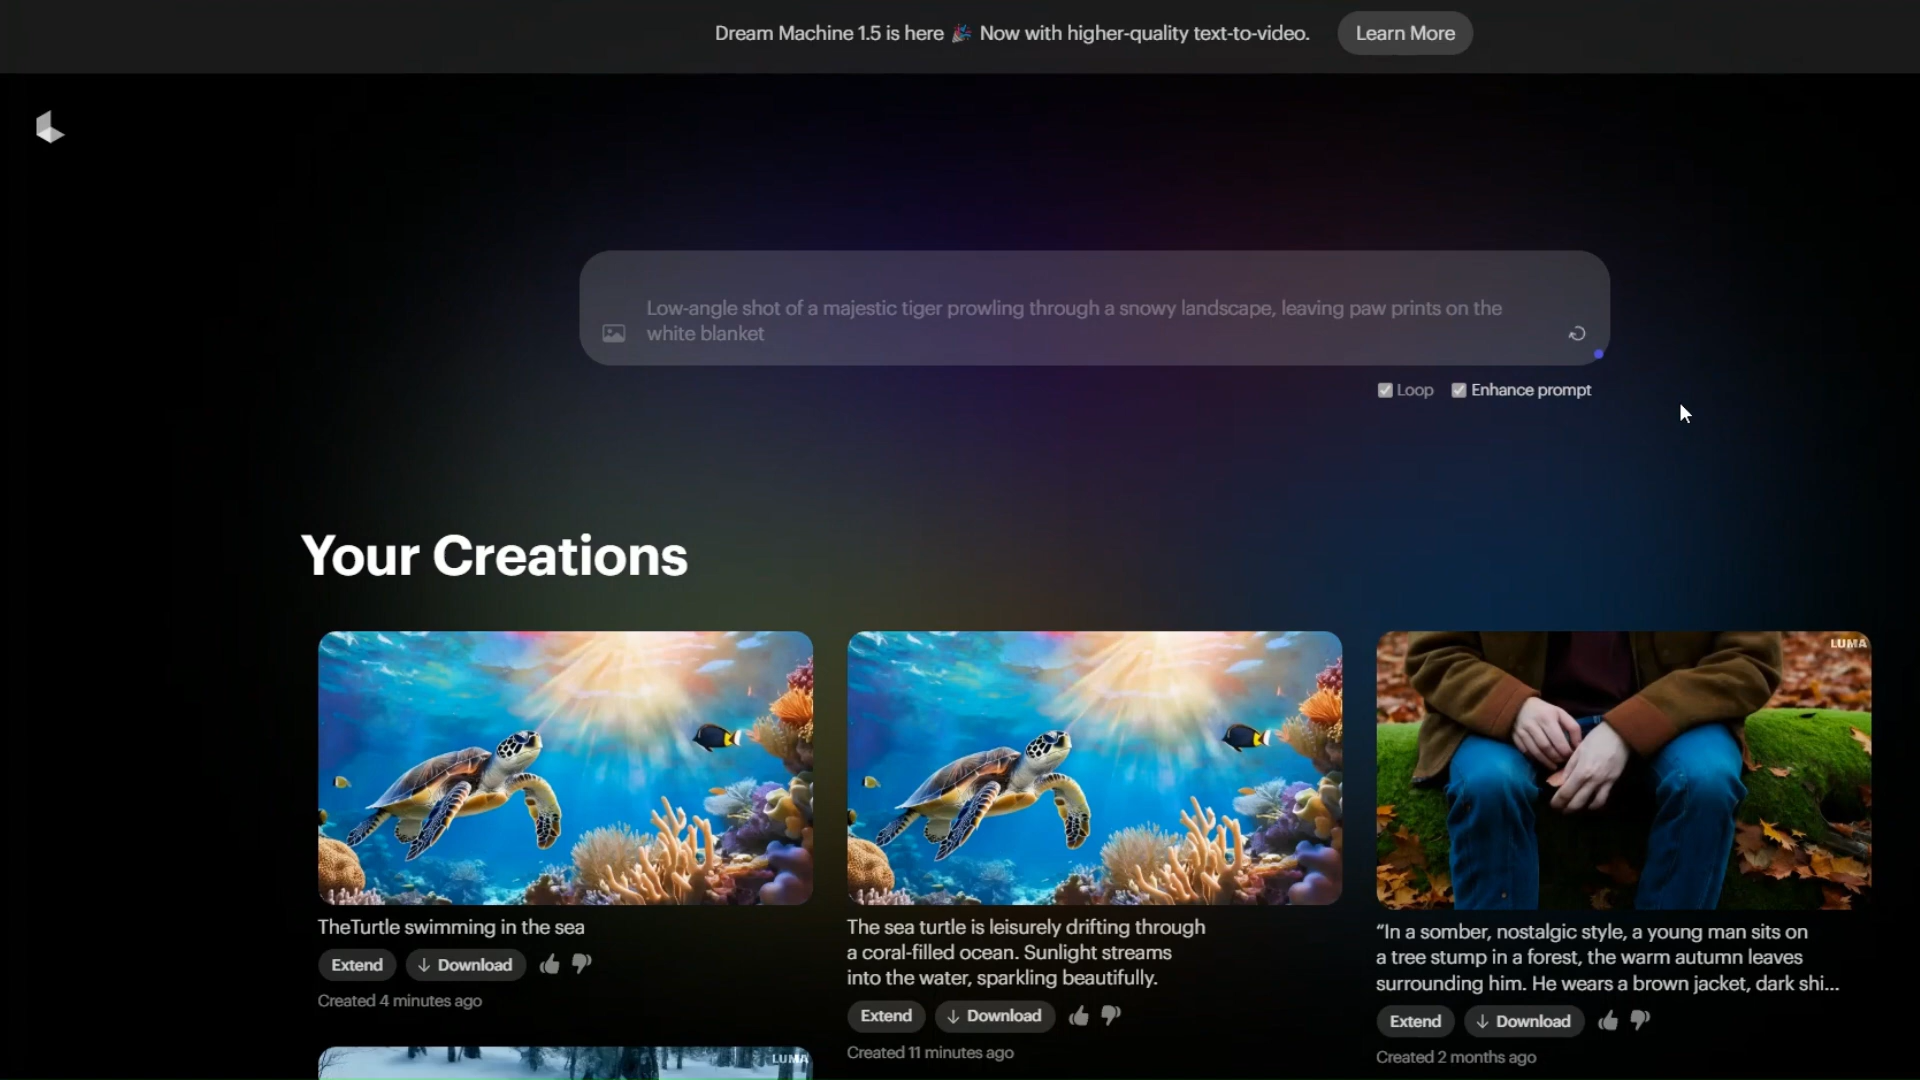 Dream Machine 1.5 is here 🎉 Now with higher-quality text-to-video.
Learn More
Low-angle shot of a majestic tiger prowling through a snowy landscape, leaving paw prints on the
white blanket
Loop
Enhance prompt
Your Creations
LUMA
TheTurtle swimming in the sea
Extend
Download
Created 4 minutes ago
The sea turtle is leisurely drifting through
a coral-filled ocean. Sunlight streams
into the water, sparkling beautifully.
Extend
Download
Created 11 minutes ago
“In a somber, nostalgic style, a young man sits on
a tree stump in a forest, the warm autumn leaves
surrounding him. He wears a brown jacket, dark shi...
Extend
Download
Created 2 months ago
LUMA